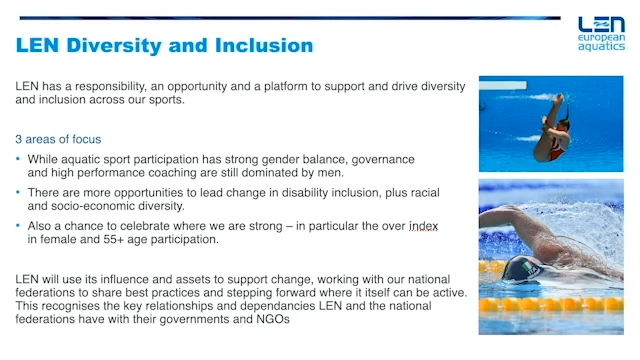 LEN Diversity and Inclusion
LEN
european
aquatics
LEN has a responsibility, an opportunity and a platform to support and drive diversity
and inclusion across our sports.
3 areas of focus
• While aquatic sport participation has strong gender balance, governance
and high performance coaching are still dominated by men.
• There are more opportunities to lead change in disability inclusion, plus racial
and socio-economic diversity.
• Also a chance to celebrate where we are strong – in particular the over index
in female and 55+ age participation.
LEN will use its influence and assets to support change, working with our national
federations to share best practices and stepping forward where it itself can be active.
This recognises the key relationships and dependancies LEN and the national
federations have with their governments and NGOs